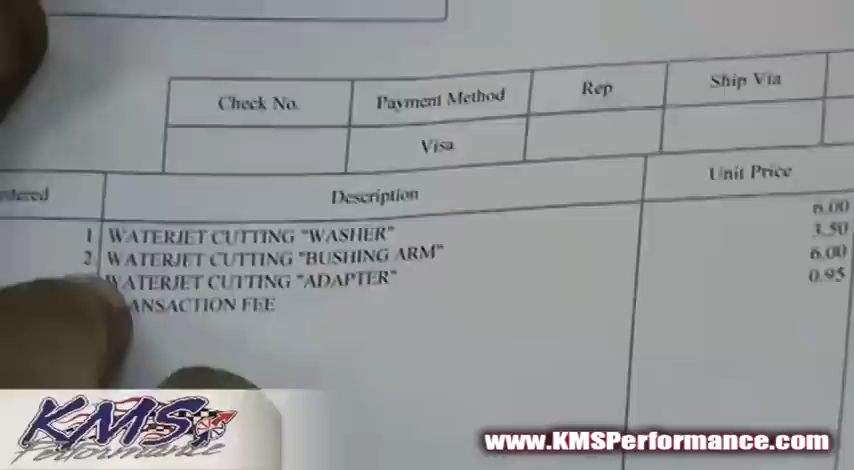 Check No.
Payment Method
Rep
Ship Via
Visa
Description
Unit Price
1 WATERJET CUTTING "WASHER" 6.00
2 WATERJET CUTTING "BUSHING ARM" 3.50
WATERJET CUTTING "ADAPTER" 6.00
ANSACTION FEE 0.95
KMS
Performance
www.KMSPerformance.com